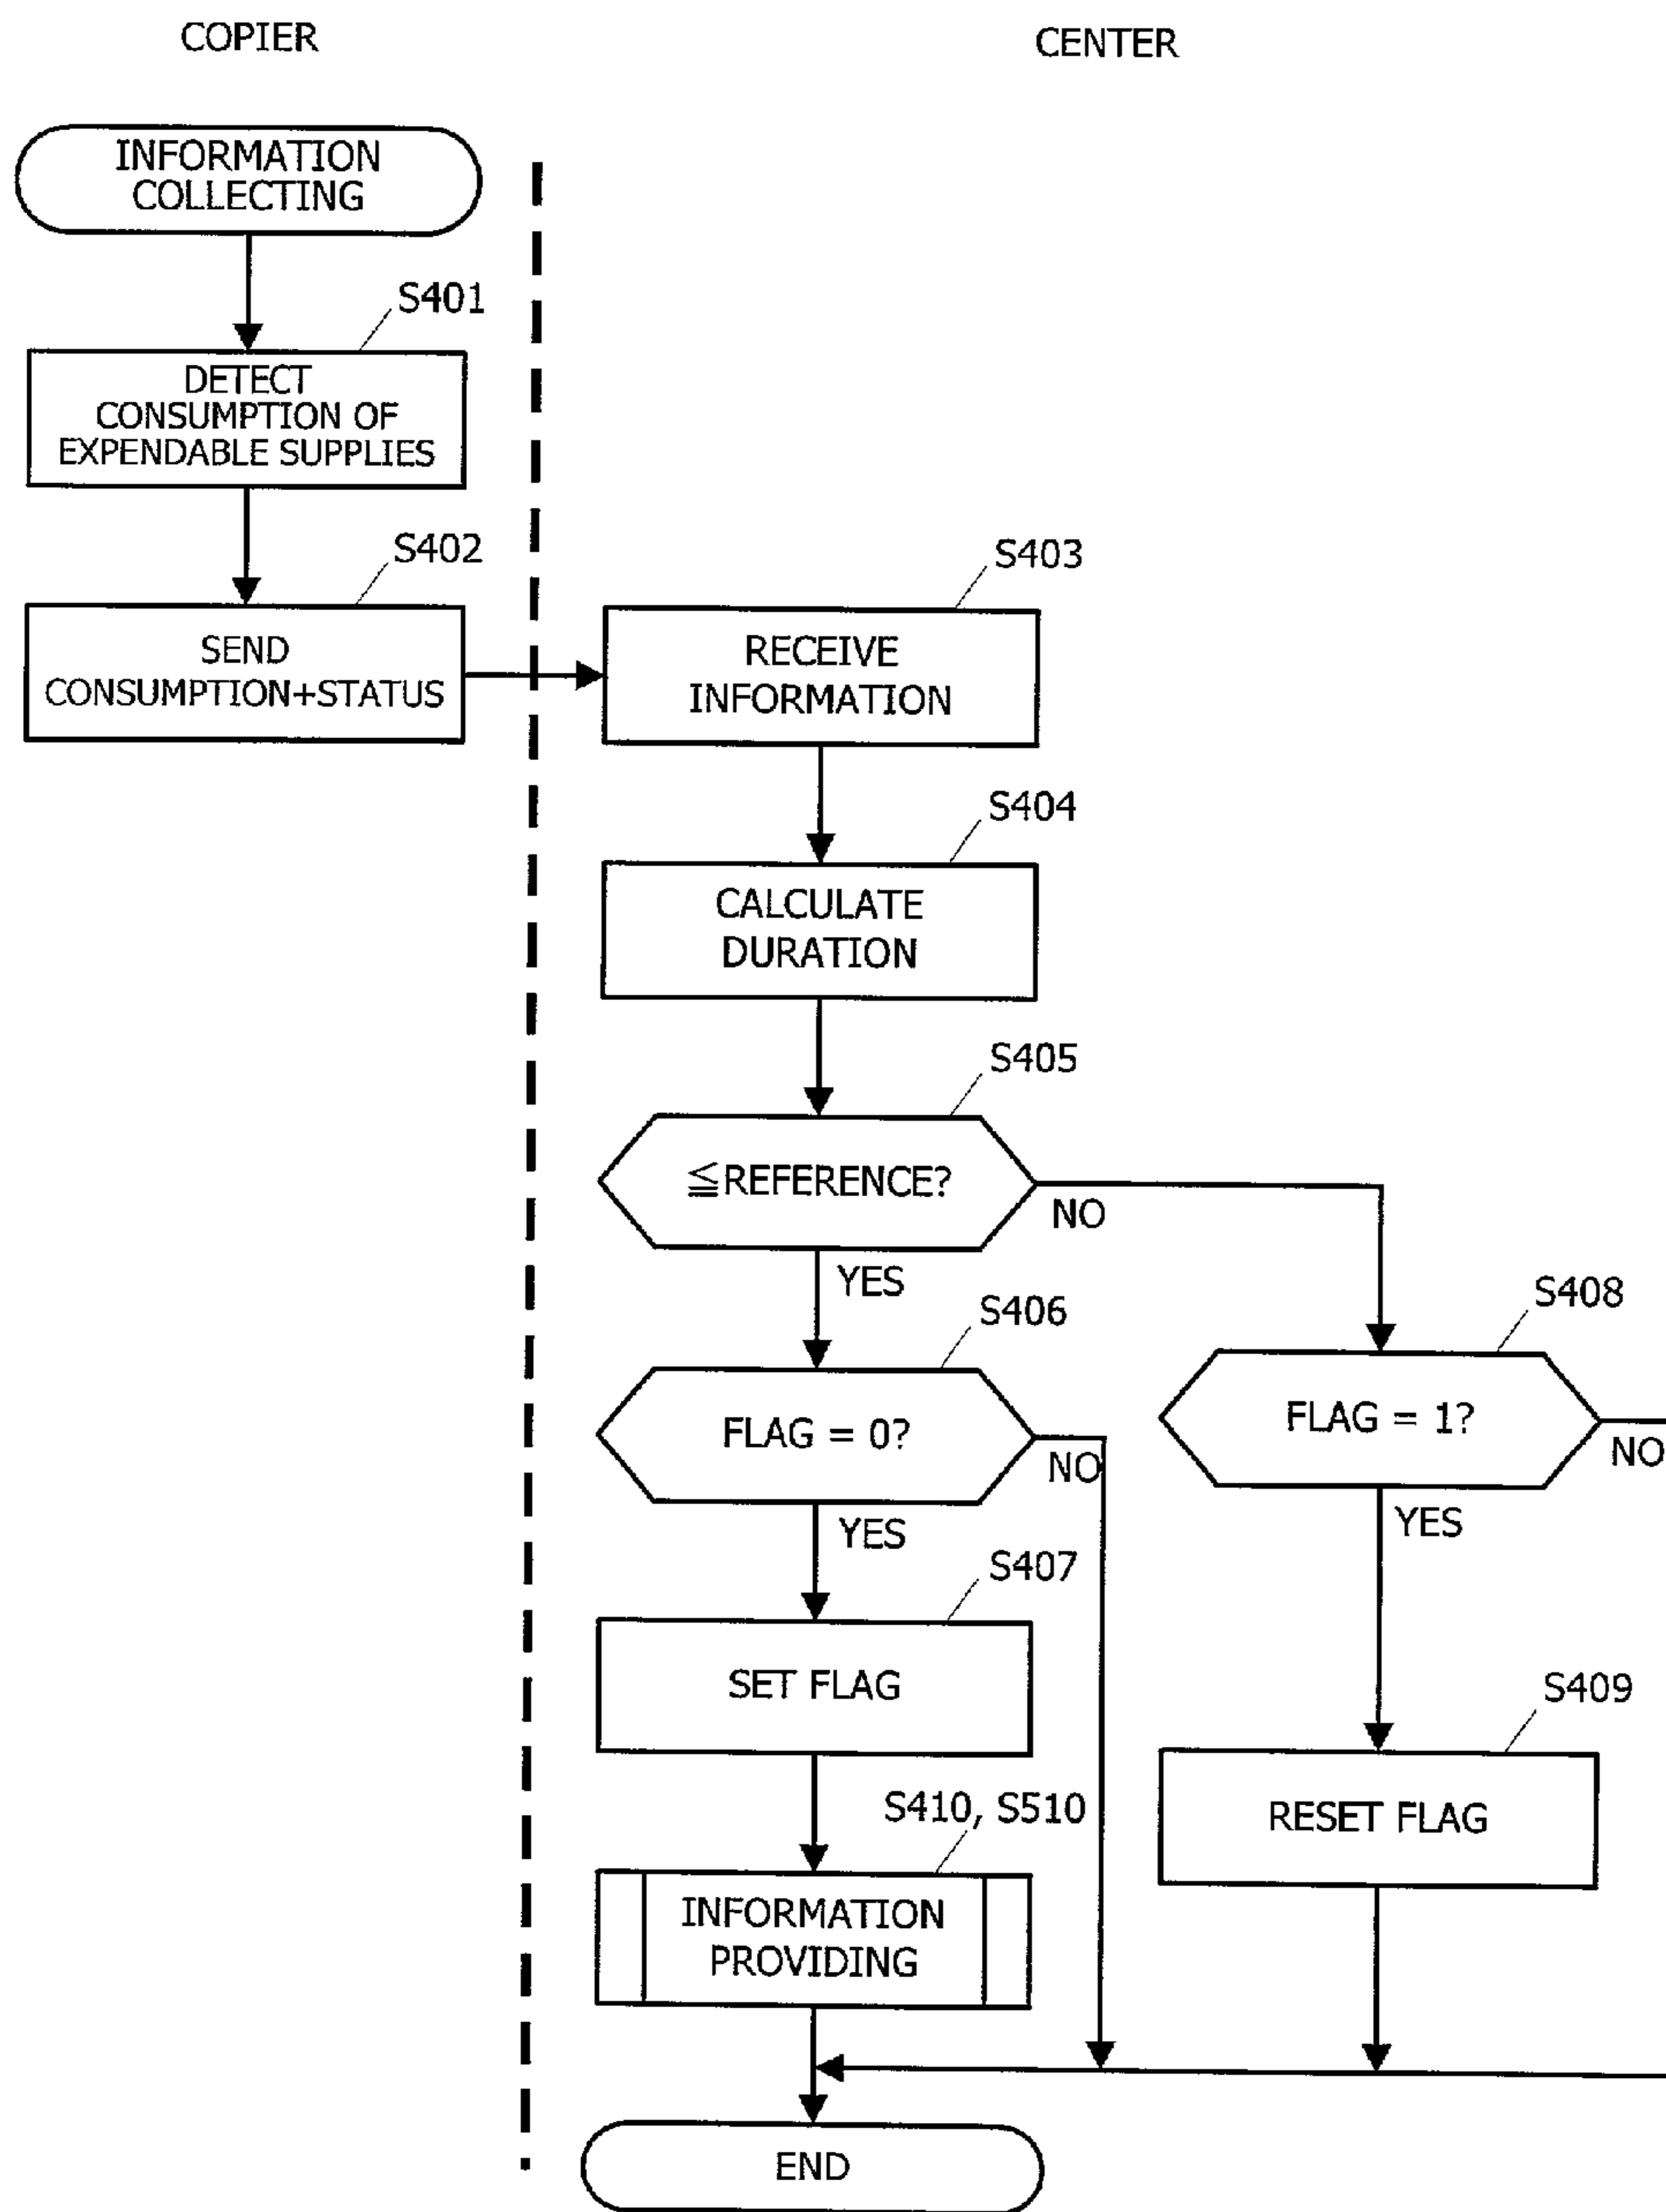 COPIER
CENTER
INFORMATION
COLLECTING
S401
DETECT
CONSUMPTION OF
EXPENDABLE SUPPLIES
S402
SEND
CONSUMPTION+STATUS
S403
RECEIVE
INFORMATION
S404
CALCULATE
DURATION
S405
≦REFERENCE?
NO
YES
S406
FLAG = 0?
NO
YES
S408
FLAG = 1?
NO
YES
S407
SET FLAG
S409
RESET FLAG
S410, S510
INFORMATION
PROVIDING
END